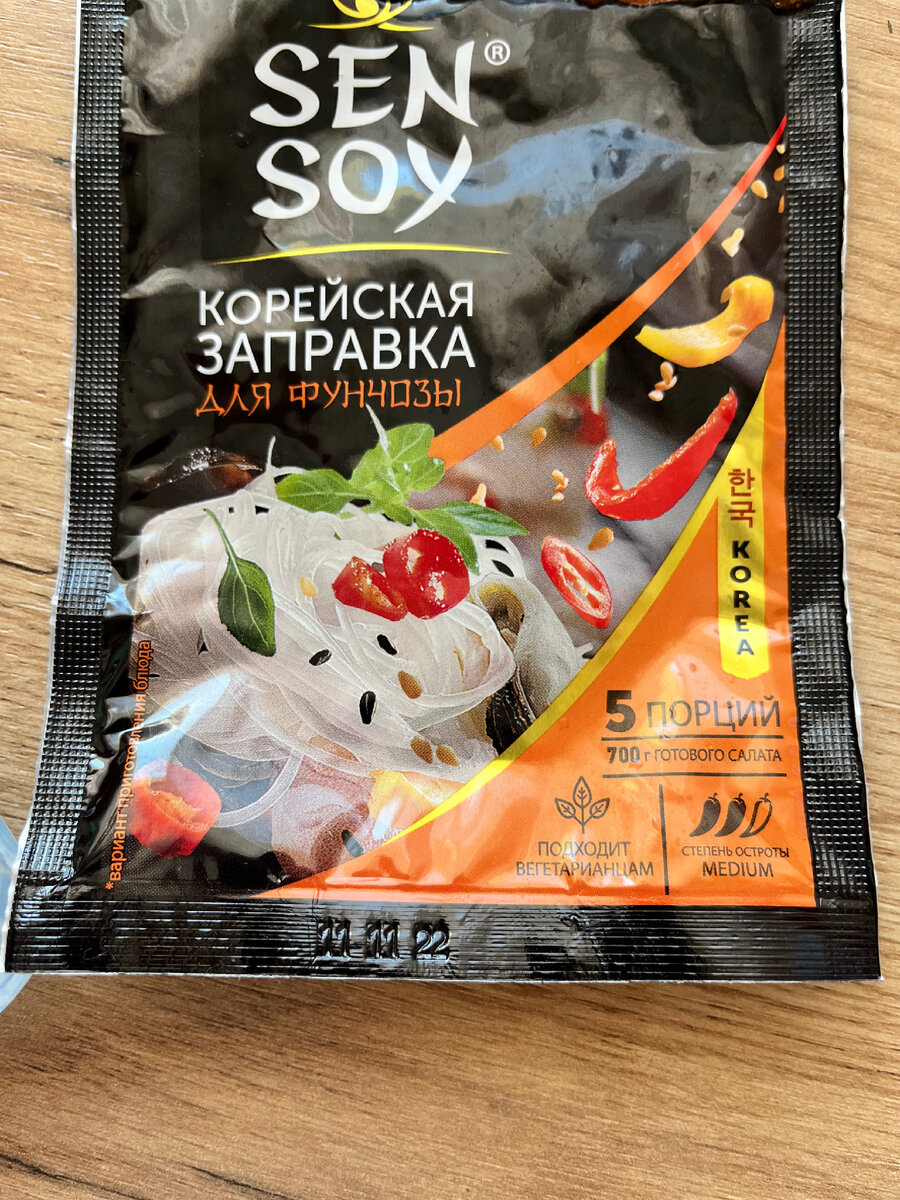 SEN®
SOY
КОРЕЙСКАЯ
ЗАПРАВКА
ДЛЯ ФУНЧОЗЫ
한국 KOREA
5 ПОРЦИЙ
700 г ГОТОВОГО САЛАТА
ПОДХОДИТ
ВЕГЕТАРИАНЦАМ
СТЕПЕНЬ ОСТРОТЫ
MEDIUM
*вариант приготовления блюда
11 11 22